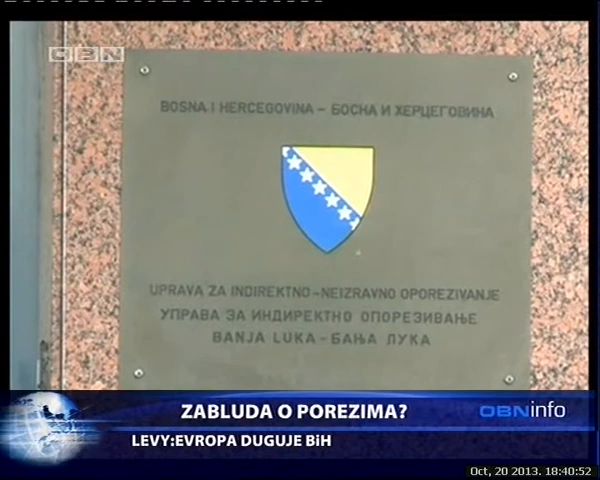 OBN
BOSNA I HERCEGOVINA – БОСНА И ХЕРЦЕГОВИНА
UPRAVA ZA INDIREKTNO–NEIZRAVNO OPOREZIVANJE
УПРАВА ЗА ИНДИРЕКТНО ОПОРЕЗИВАЊЕ
BANJA LUKA – БАЊА ЛУКА
ZABLUDA O POREZIMA?
OBNinfo
LEVY:EVROPA DUGUJE BiH
Oct, 20 2013. 18:40:52